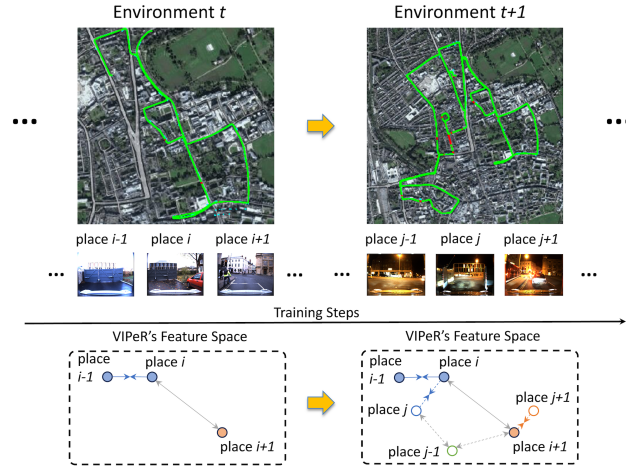 Environment t
Environment t+1
...
...
place i-1
place i
place i+1
place j-1
place j
place j+1
...
...
...
...
Training Steps
VIPeR's Feature Space
VIPeR's Feature Space
place
i-1
place i
place i+1
place
i-1
place i
place j
place j+1
place j-1
place i+1